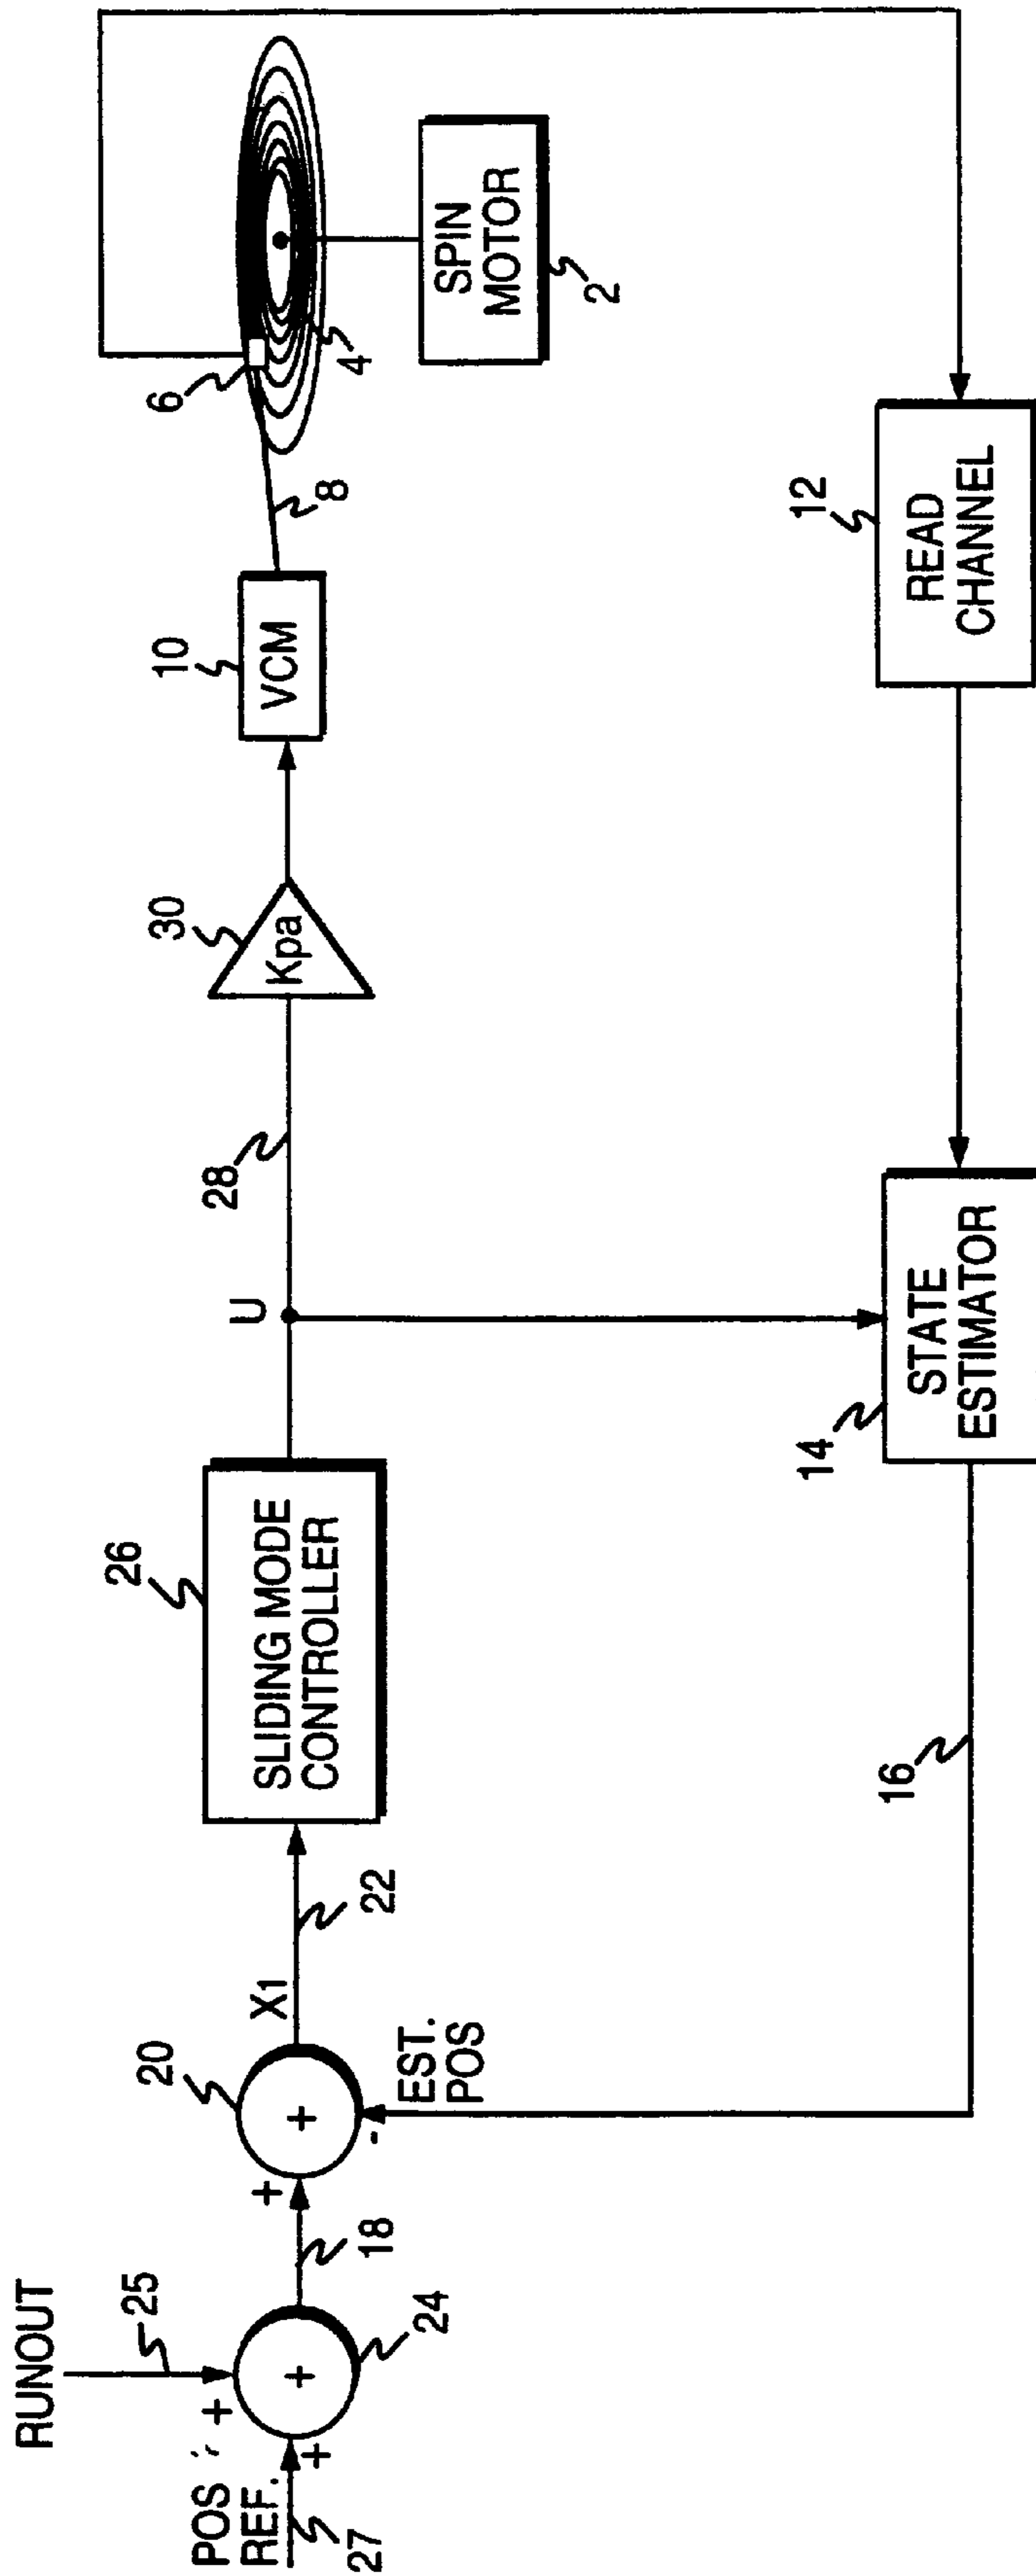 RUNOUT
25
POS
REF.
27
+
+
+
24
18
+
20
+
-
EST.
POS
X1
22
26
SLIDING MODE
CONTROLLER
U
28
30
Kpa
10
VCM
8
6
4
SPIN
MOTOR
2
12
READ
CHANNEL
14
STATE
ESTIMATOR
16